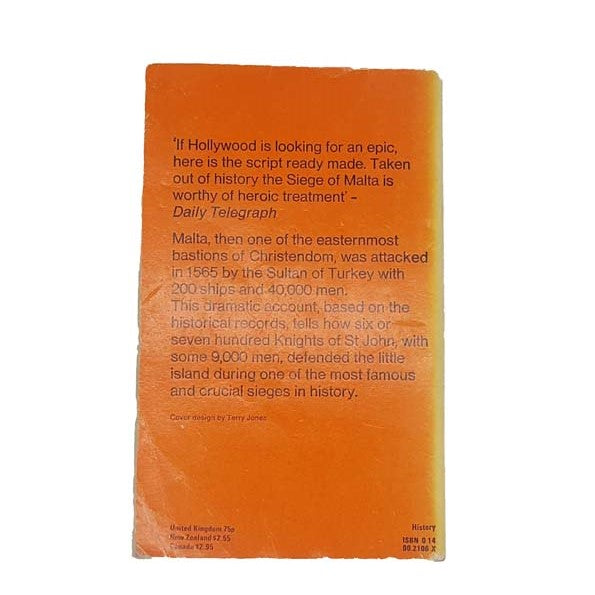 'If Hollywood is looking for an epic,
here is the script ready made. Taken
out of history the Siege of Malta is
worthy of heroic treatment' –
Daily Telegraph
Malta, then one of the easternmost
bastions of Christendom, was attacked
in 1565 by the Sultan of Turkey with
200 ships and 40,000 men.
This dramatic account, based on the
historical records, tells how six or
seven hundred Knights of St John, with
some 9,000 men, defended the little
island during one of the most famous
and crucial sieges in history.
Cover design by Terry Jones
United Kingdom 75p
New Zealand $2.55
Canada $2.95
History
ISBN 0 14
00.2106 X